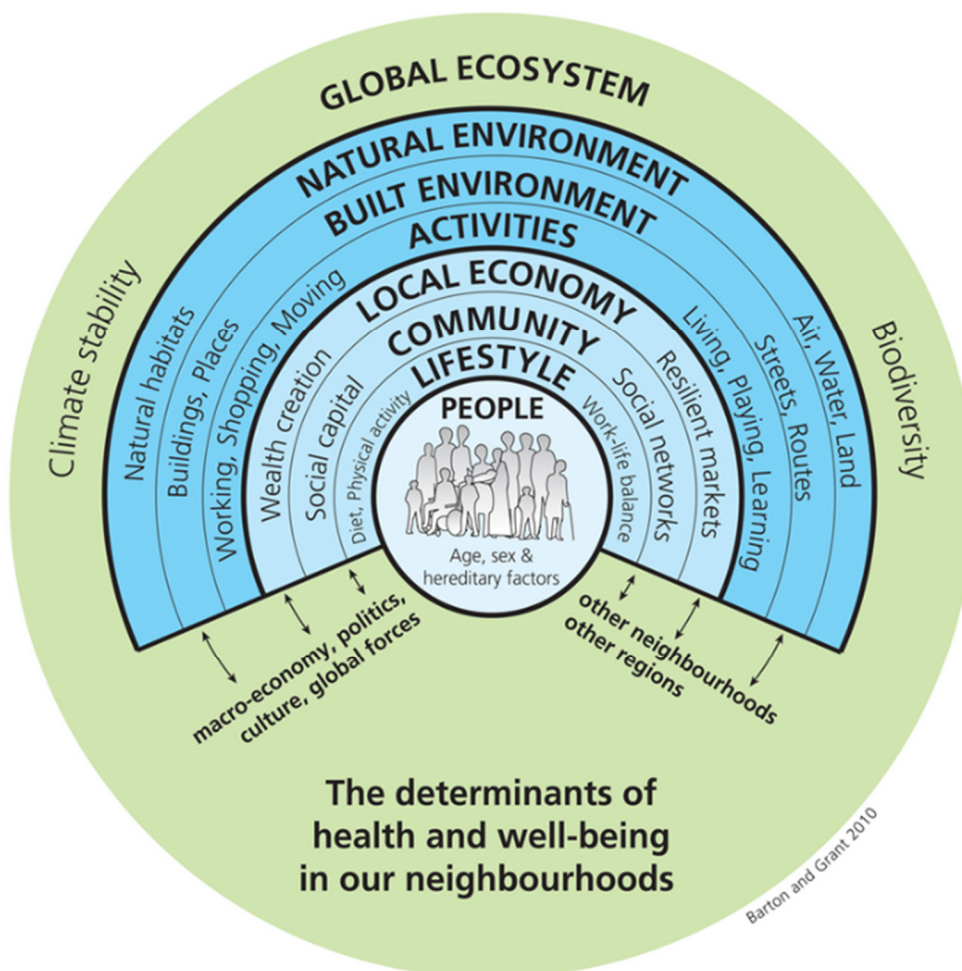 GLOBAL ECOSYSTEM
NATURAL ENVIRONMENT
BUILT ENVIRONMENT
ACTIVITIES
LOCAL ECONOMY
COMMUNITY
LIFESTYLE
PEOPLE
Age, sex &
hereditary factors
Climate stability
Natural habitats
Buildings, Places
Working, Shopping, Moving
Wealth creation
Social capital
Diet, Physical activity
Work-life balance
Social networks
Resilient markets
Living, Playing, Learning
Streets, Routes
Air, Water, Land
Biodiversity
macro-economy, politics,
culture, global forces
other neighbourhoods
other regions
The determinants of
health and well-being
in our neighbourhoods
Barton and Grant 2010